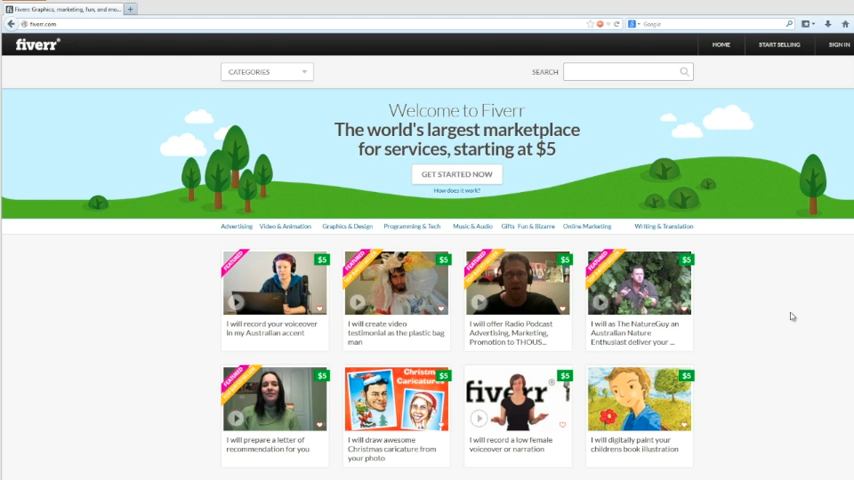 Fiverr: Graphics, marketing, fun, and mo...
fiverr.com
Google
fiverr®
HOME
START SELLING
SIGN IN
CATEGORIES
SEARCH
Welcome to Fiverr
The world's largest marketplace
for services, starting at $5
GET STARTED NOW
How does it work?
Advertising Video & Animation Graphics & Design Programming & Tech Music & Audio Gifts Fun & Bizarre Online Marketing Writing & Translation
FEATURED
$5
FEATURED
$5
FEATURED
$5
FEATURED
$5
I will record your voiceover
in my Australian accent
I will create video
testimonial as the plastic bag
man
I will offer Radio Podcast
Advertising, Marketing,
Promotion to THOUS...
I will as The NatureGuy an
Australian Nature
Enthusiast deliver your ...
FEATURED
$5
Christmas
Caricature
$5
fiverr
$5
$5
I will prepare a letter of
recommendation for you
I will draw awesome
Christmas caricature from
your photo
I will record a low female
voiceover or narration
I will digitally paint your
childrens book illustration